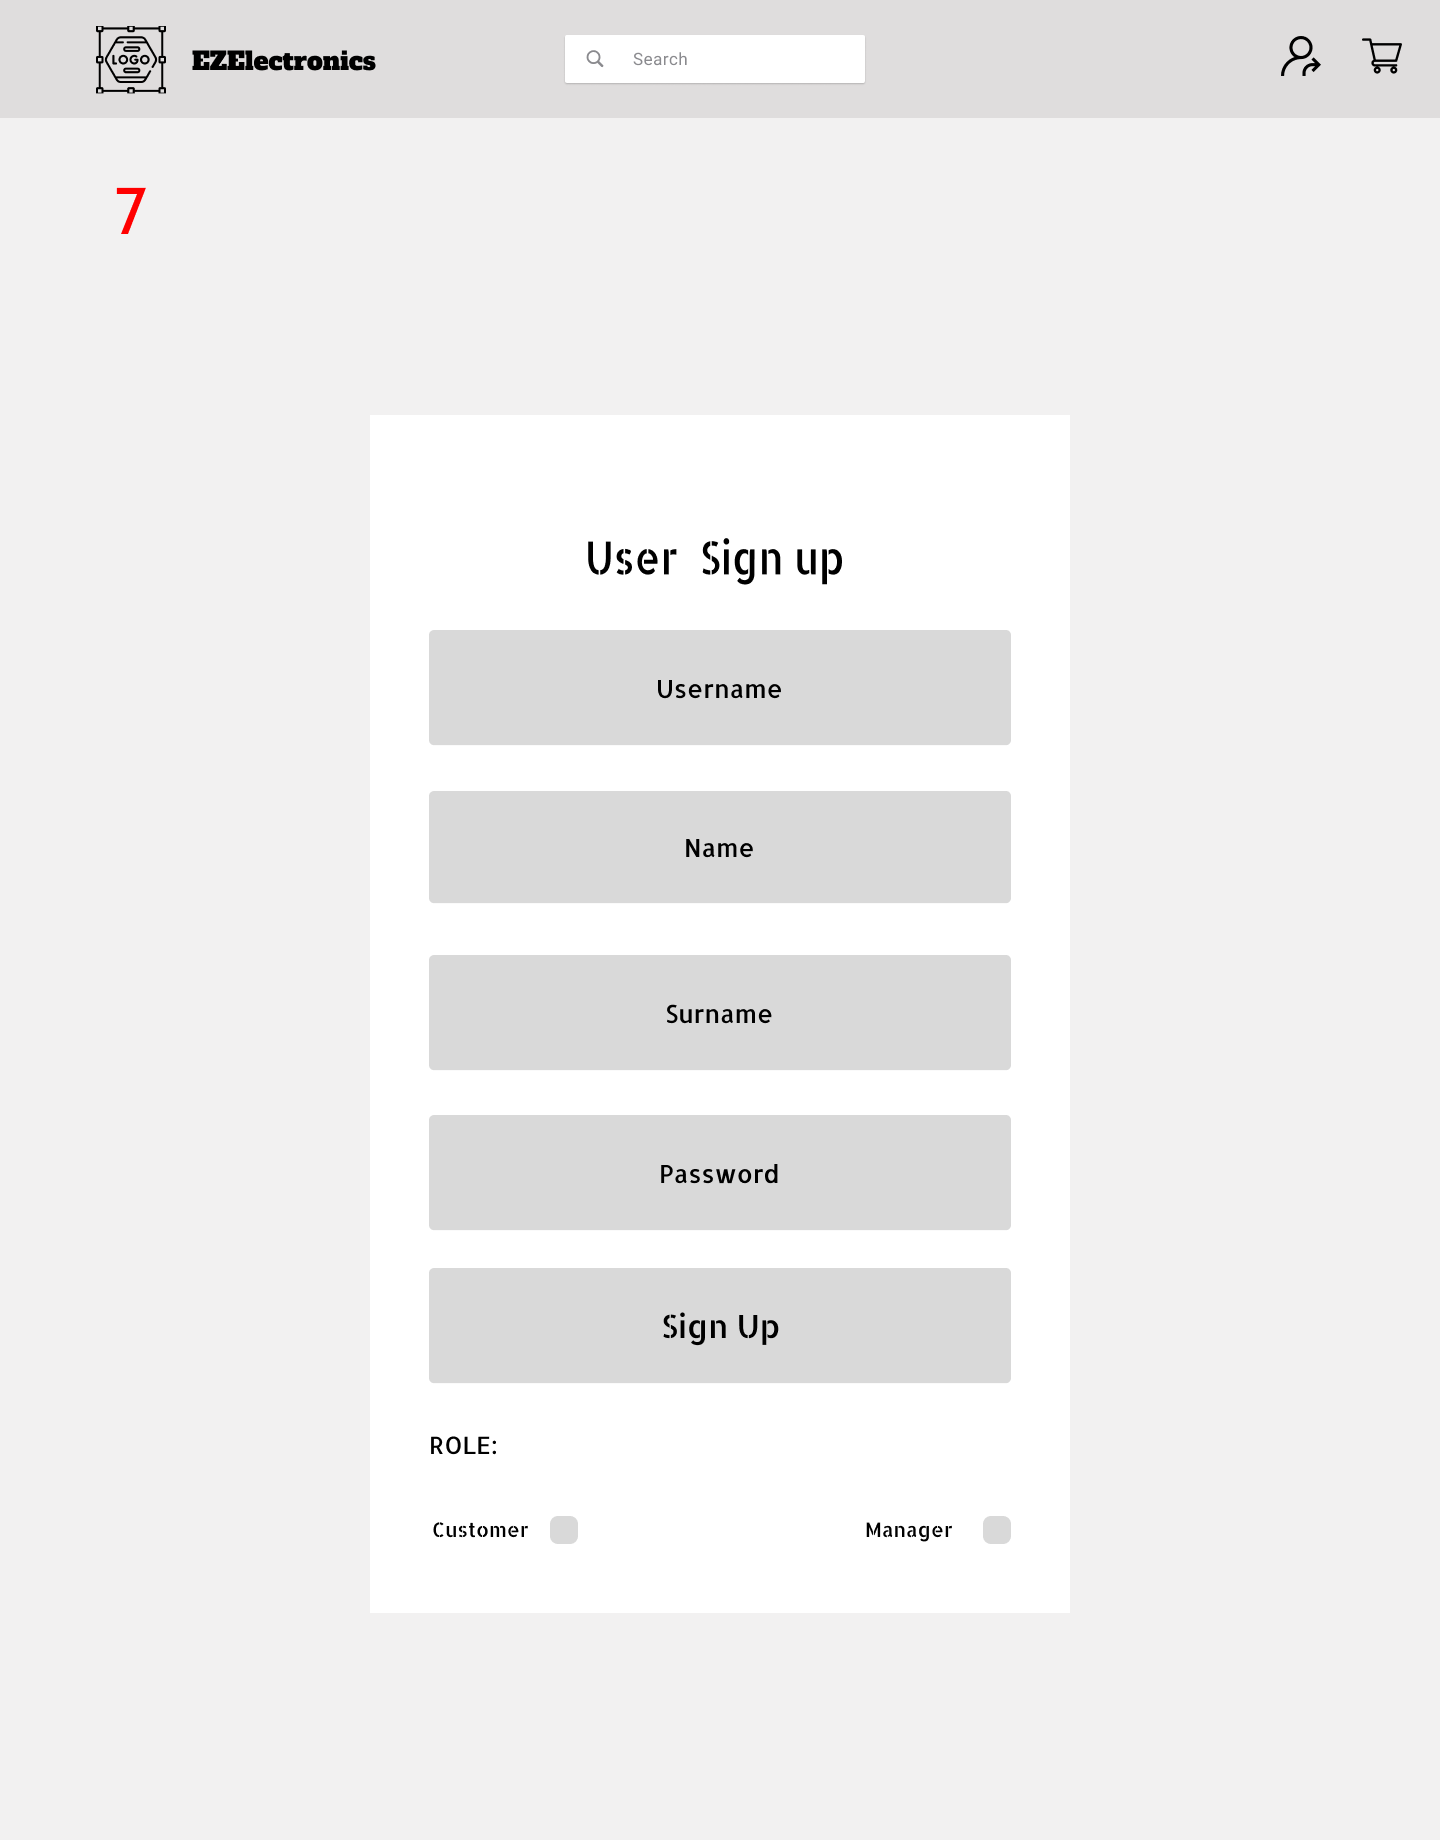 LOGO
EZElectronics
Search
7
User Sign up
Username
Name
Surname
Password
Sign Up
ROLE:
Customer
Manager